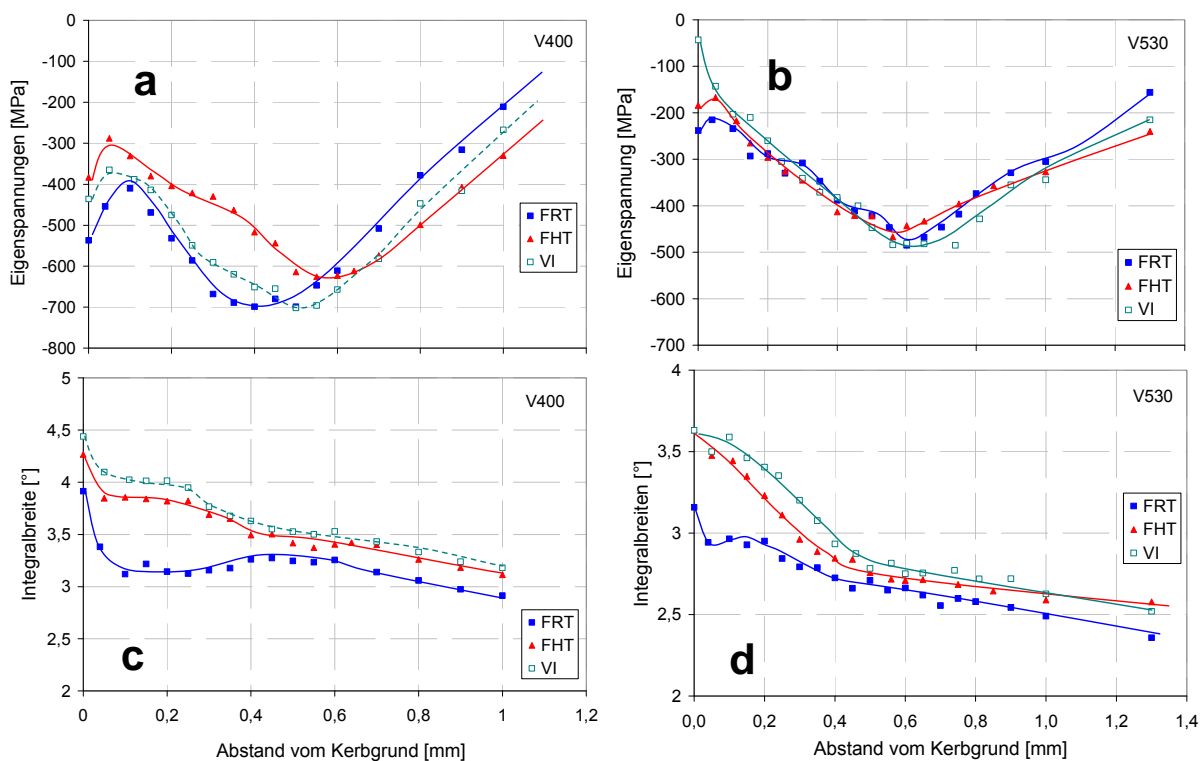 0
-100
-200
-300
-400
-500
-600
-700
-800
Eigenspannungen [MPa]
a
V400
FRT
FHT
VI
0
-100
-200
-300
-400
-500
-600
-700
Eigenspannung [MPa]
b
V530
FRT
FHT
VI
5
4,5
4
3,5
3
2,5
2
Integralbreite [°]
c
V400
FRT
FHT
VI
0
0,2
0,4
0,6
0,8
1
1,2
Abstand vom Kerbgrund [mm]
4
3,5
3
2,5
2
Integralbreiten [°]
d
V530
FRT
FHT
VI
0,0
0,2
0,4
0,6
0,8
1,0
1,2
1,4
Abstand vom Kerbgrund [mm]